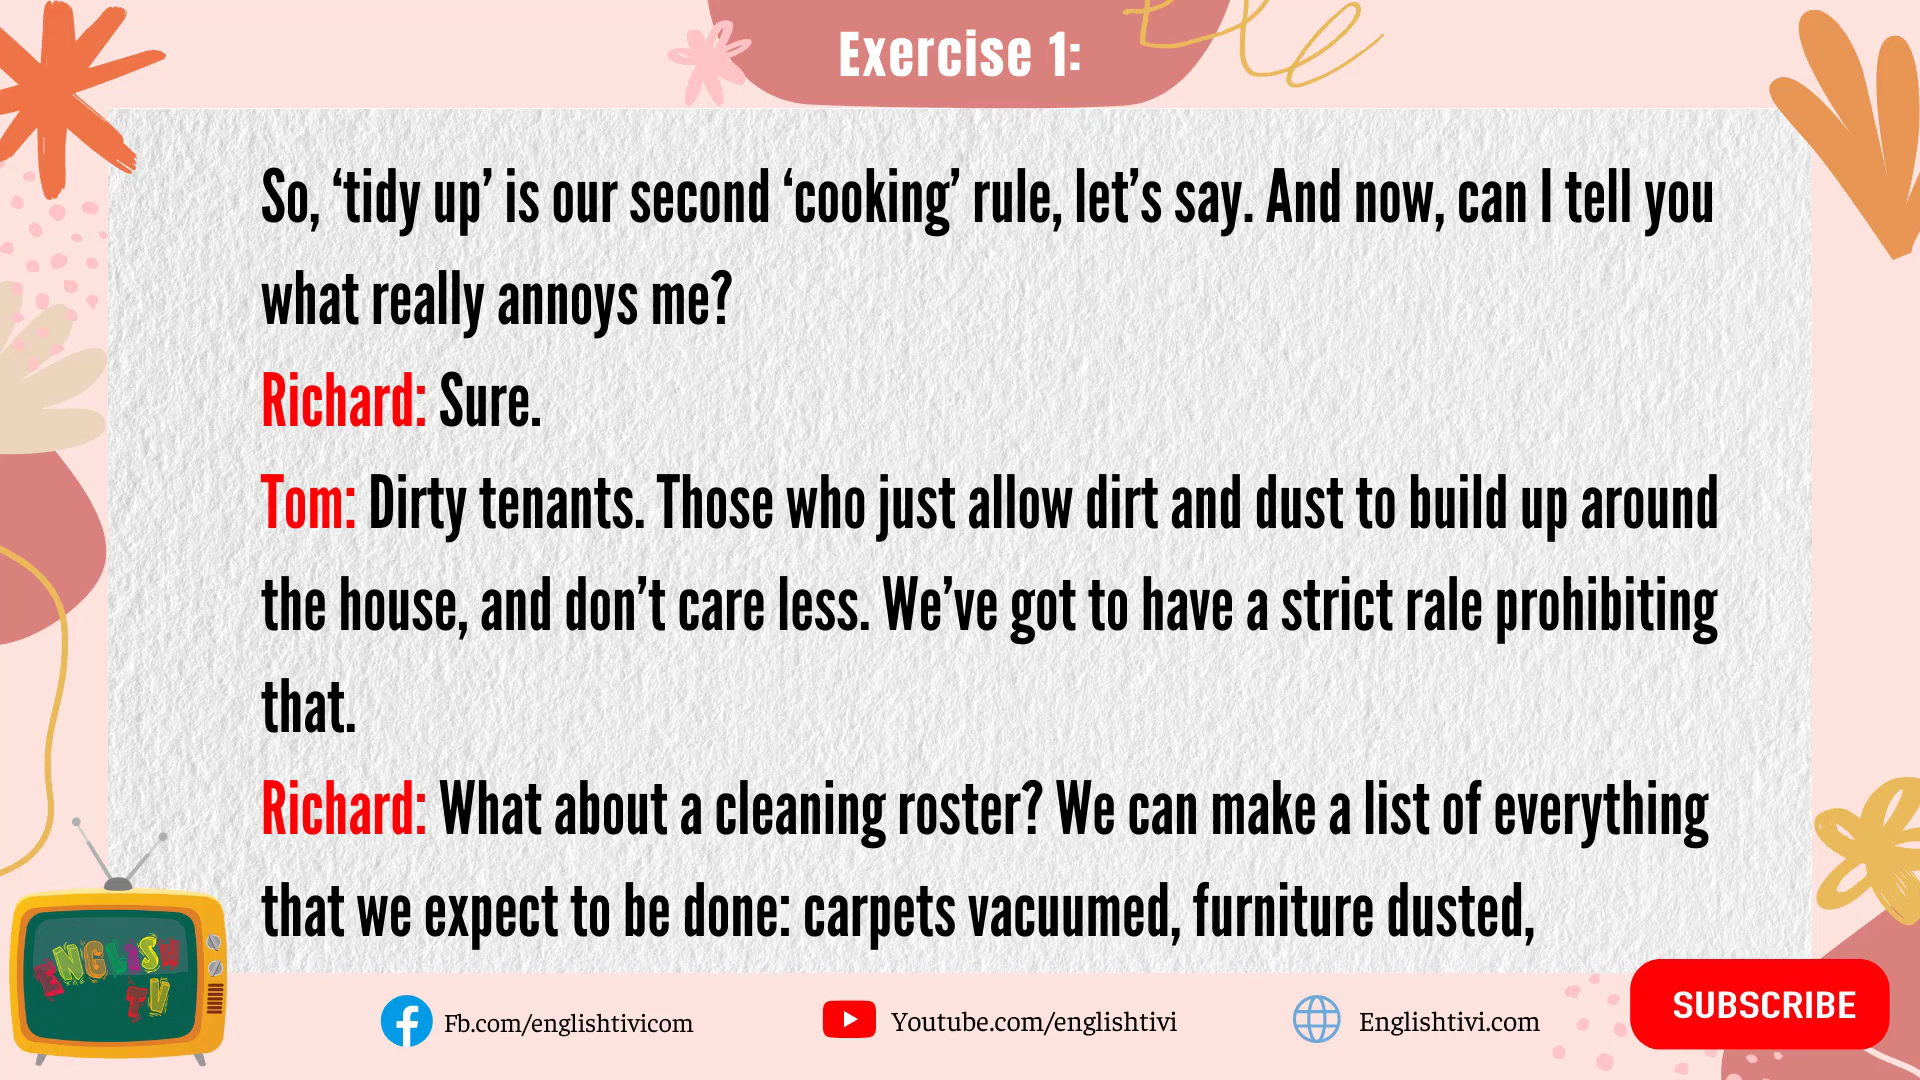 Exercise 1:
So, ‘tidy up’ is our second ‘cooking’ rule, let’s say. And now, can I tell you
what really annoys me?
Richard: Sure.
Tom: Dirty tenants. Those who just allow dirt and dust to build up around
the house, and don’t care less. We’ve got to have a strict rale prohibiting
that.
Richard: What about a cleaning roster? We can make a list of everything
that we expect to be done: carpets vacuumed, furniture dusted,
ENGLISH
TV
Fb.com/englishtivicom
Youtube.com/englishtivi
Englishtivi.com
SUBSCRIBE